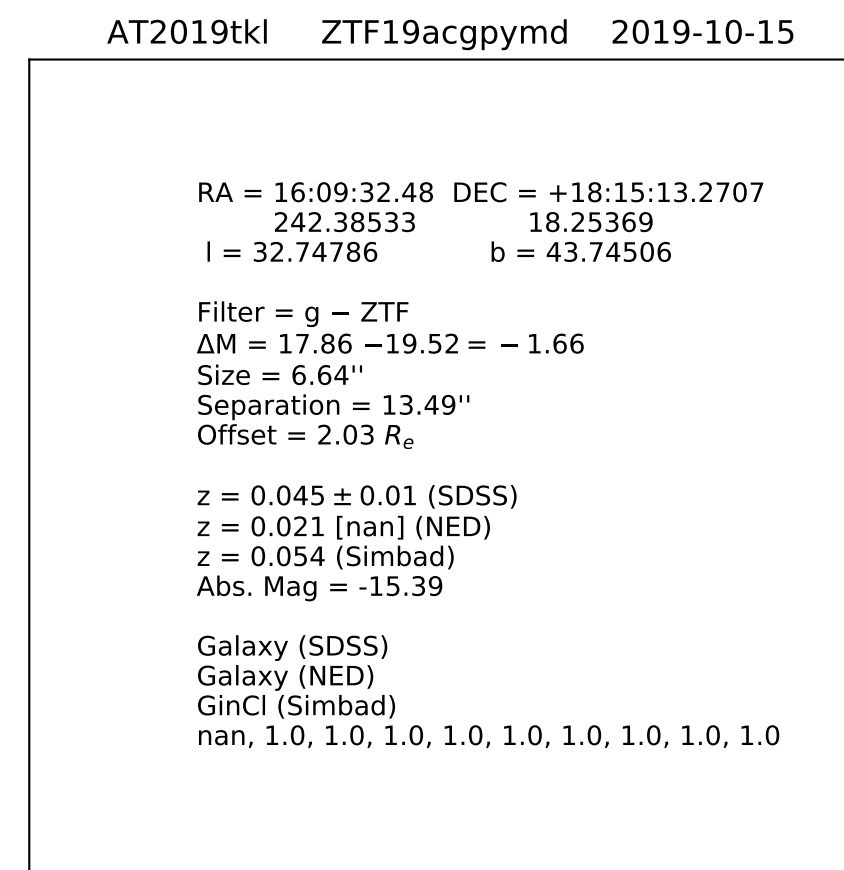 AT2019tkl ZTF19acgpymd 2019-10-15
RA = 16:09:32.48 DEC = +18:15:13.2707
242.38533 18.25369
l = 32.74786 b = 43.74506
Filter = g − ZTF
ΔM = 17.86 −19.52 = − 1.66
Size = 6.64''
Separation = 13.49''
Offset = 2.03 Rₑ
z = 0.045 ± 0.01 (SDSS)
z = 0.021 [nan] (NED)
z = 0.054 (Simbad)
Abs. Mag = -15.39
Galaxy (SDSS)
Galaxy (NED)
GinCl (Simbad)
nan, 1.0, 1.0, 1.0, 1.0, 1.0, 1.0, 1.0, 1.0, 1.0